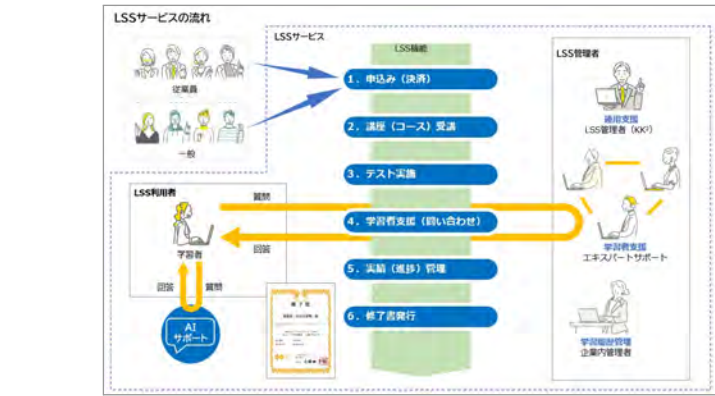 LSSサービスの流れ
LSSサービス
従業員
一般
LSS機能
1. 申込み（決済）
2. 講座（コース）受講
3. テスト実施
4. 学習者支援（問い合わせ）
5. 実績（進捗）管理
6. 修了書発行
LSS利用者
学習者
質問
回答
回答
質問
AI
サポート
LSS管理者
運用支援
LSS管理者（KK²）
学習者支援
エキスパートサポート
学習履歴管理
企業内管理者